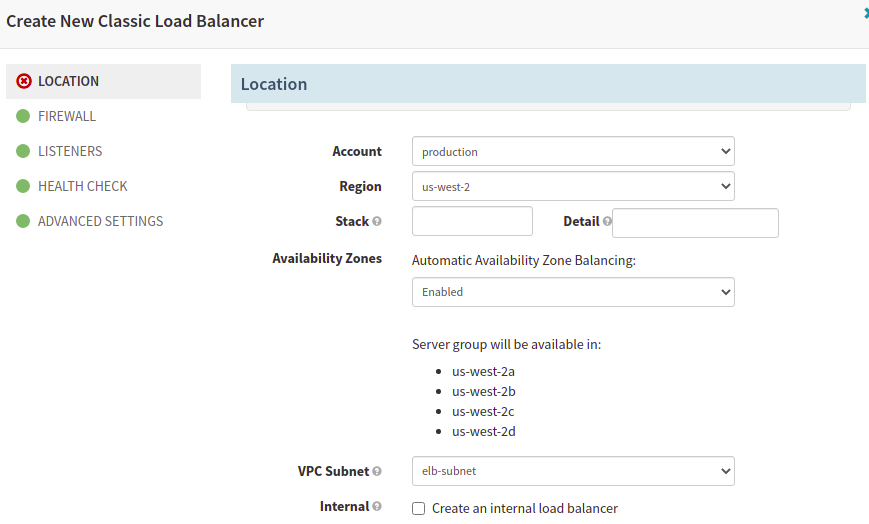 Create New Classic Load Balancer
LOCATION
FIREWALL
LISTENERS
HEALTH CHECK
ADVANCED SETTINGS
Location
Account production
Region us-west-2
Stack ? Detail ?
Availability Zones Automatic Availability Zone Balancing:
Enabled
Server group will be available in:
• us-west-2a
• us-west-2b
• us-west-2c
• us-west-2d
VPC Subnet ? elb-subnet
Internal ? Create an internal load balancer